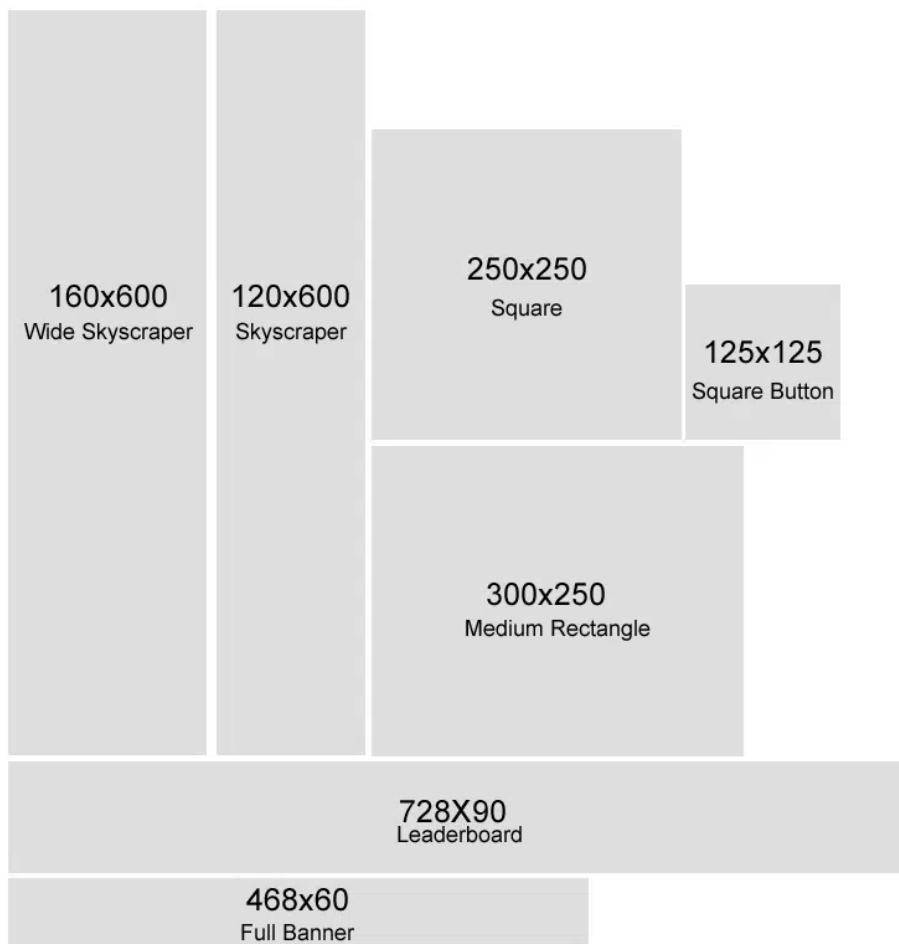 160x600
Wide Skyscraper
120x600
Skyscraper
250x250
Square
125x125
Square Button
300x250
Medium Rectangle
728X90
Leaderboard
468x60
Full Banner